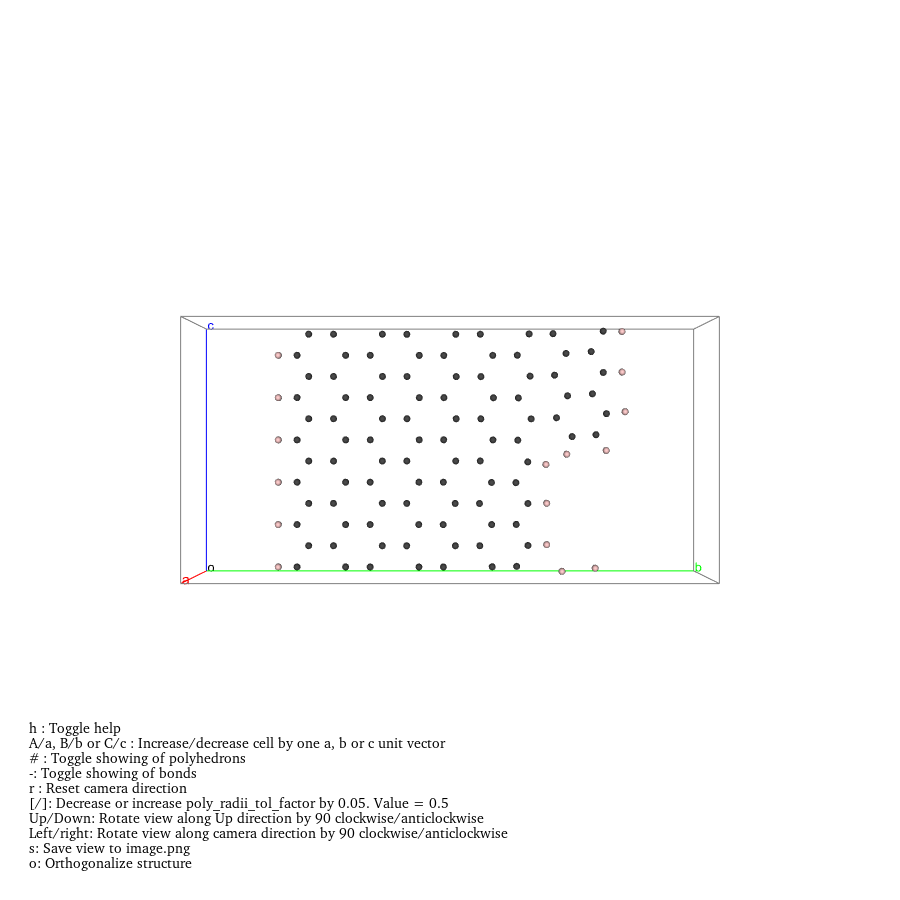 c
o
a
b
h : Toggle help
A/a, B/b or C/c : Increase/decrease cell by one a, b or c unit vector
# : Toggle showing of polyhedrons
-: Toggle showing of bonds
r : Reset camera direction
[/]: Decrease or increase poly_radii_tol_factor by 0.05. Value = 0.5
Up/Down: Rotate view along Up direction by 90 clockwise/anticlockwise
Left/right: Rotate view along camera direction by 90 clockwise/anticlockwise
s: Save view to image.png
o: Orthogonalize structure